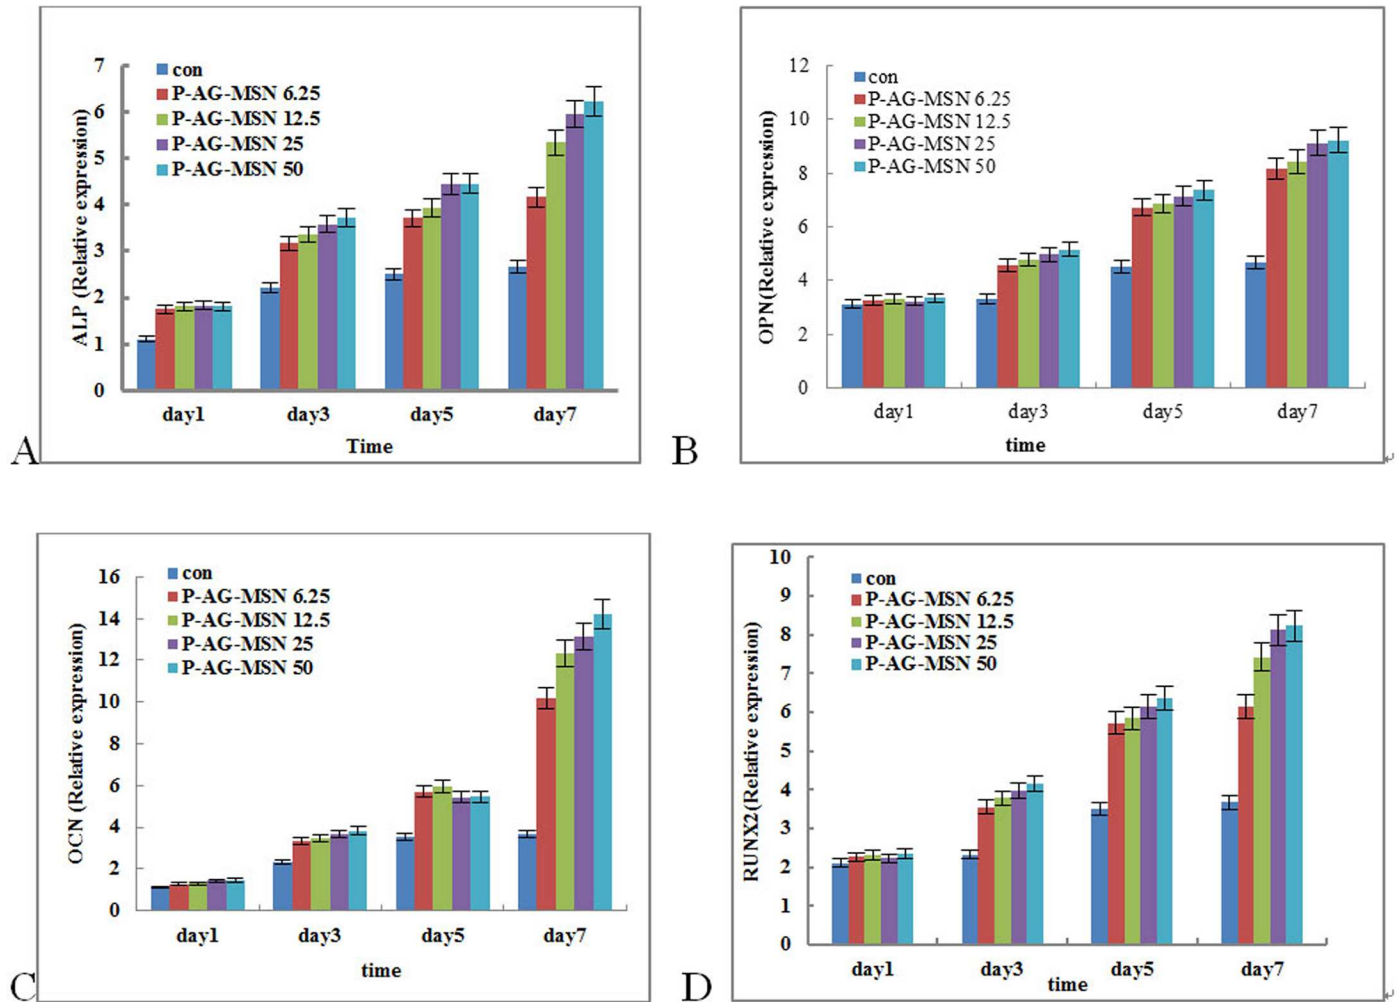 7
6
5
4
3
2
1
0
ALP (Relative expression)
con
P-AG-MSN 6.25
P-AG-MSN 12.5
P-AG-MSN 25
P-AG-MSN 50
day1 day3 day5 day7
Time
A
12
10
8
6
4
2
0
OPN(Relative expression)
con
P-AG-MSN 6.25
P-AG-MSN 12.5
P-AG-MSN 25
P-AG-MSN 50
day1 day3 day5 day7
time
B
16
14
12
10
8
6
4
2
0
OCN (Relative expression)
con
P-AG-MSN 6.25
P-AG-MSN 12.5
P-AG-MSN 25
P-AG-MSN 50
day1 day3 day5 day7
time
C
10
9
8
7
6
5
4
3
2
1
0
RUNX2(Relative expression)
con
P-AG-MSN 6.25
P-AG-MSN 12.5
P-AG-MSN 25
P-AG-MSN 50
day1 day3 day5 day7
time
D